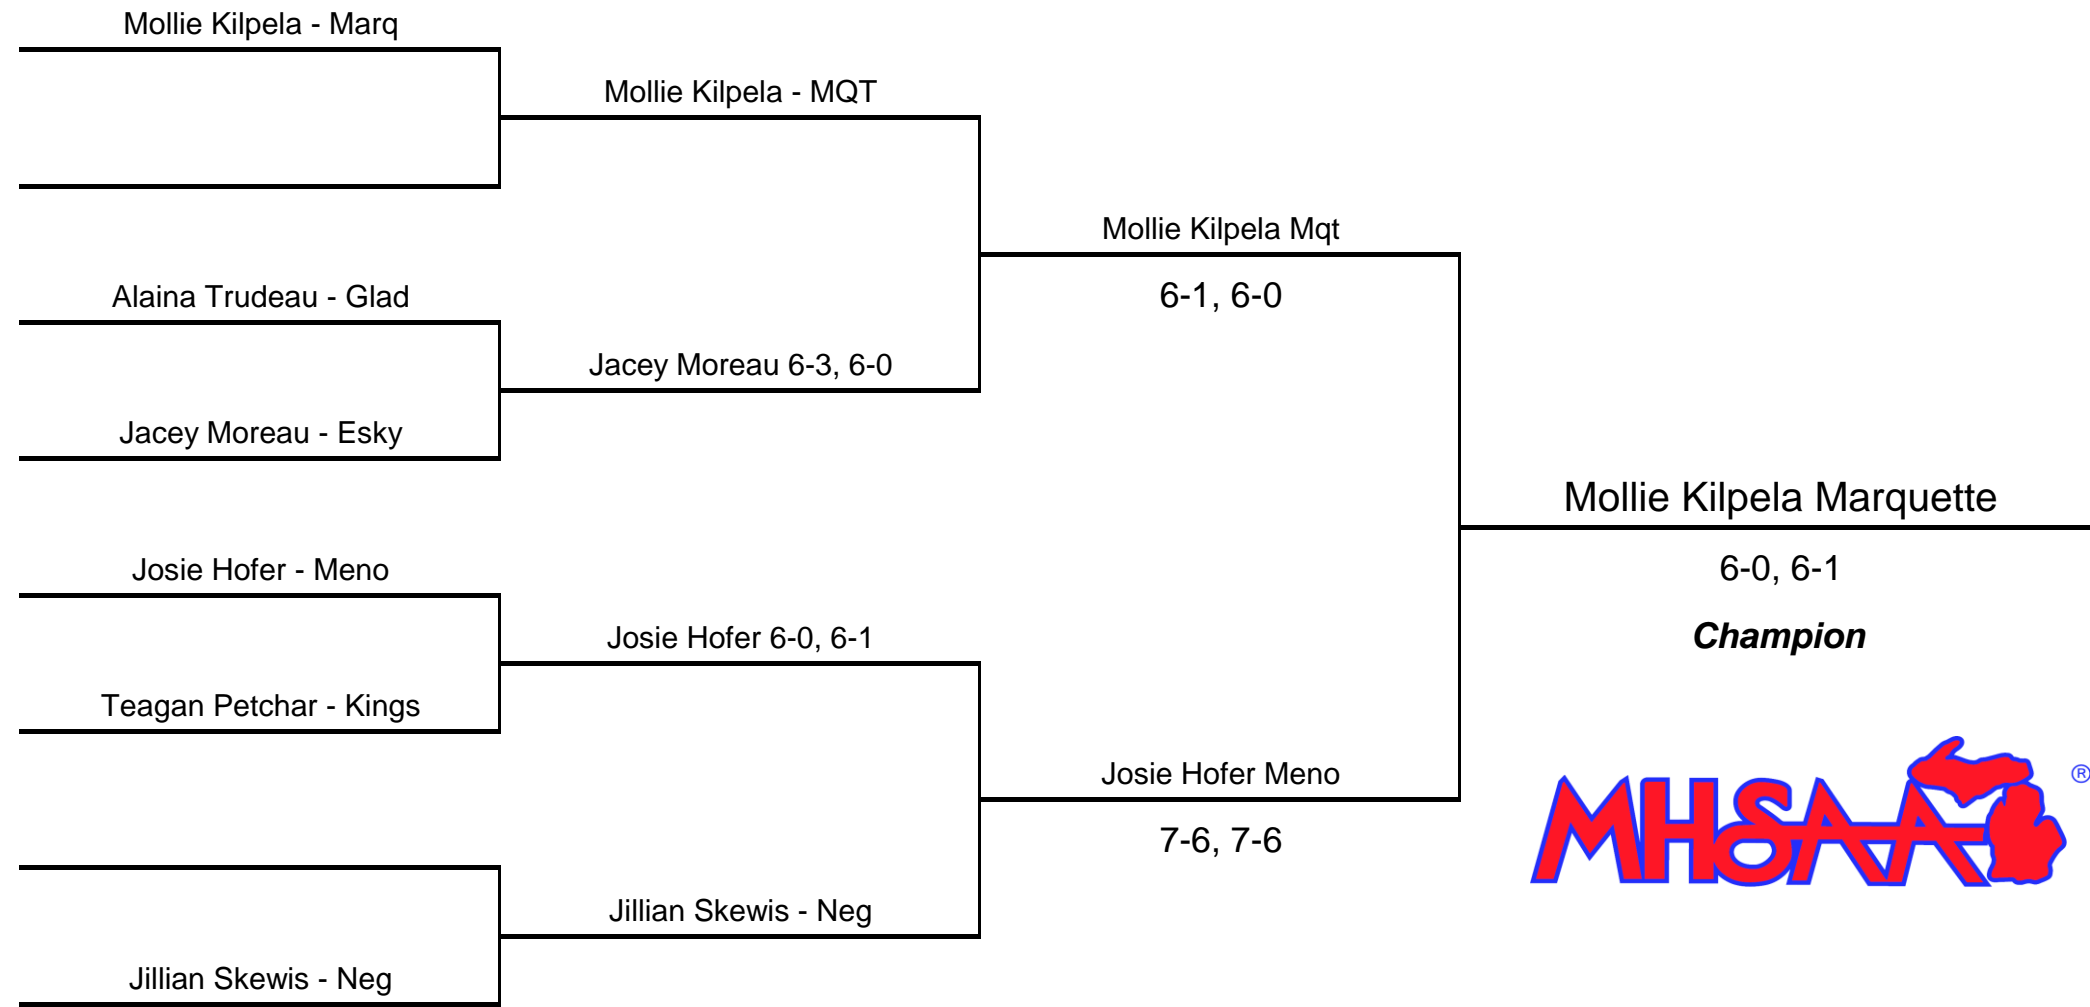 Mollie Kilpela - Marq
Mollie Kilpela - MQT
Mollie Kilpela Mqt
6-1, 6-0
Alaina Trudeau - Glad
Jacey Moreau 6-3, 6-0
Jacey Moreau - Esky
Mollie Kilpela Marquette
6-0, 6-1
Champion
Josie Hofer - Meno
Josie Hofer 6-0, 6-1
Teagan Petchar - Kings
Josie Hofer Meno
7-6, 7-6
Jillian Skewis - Neg
Jillian Skewis - Neg
MHSAA ®